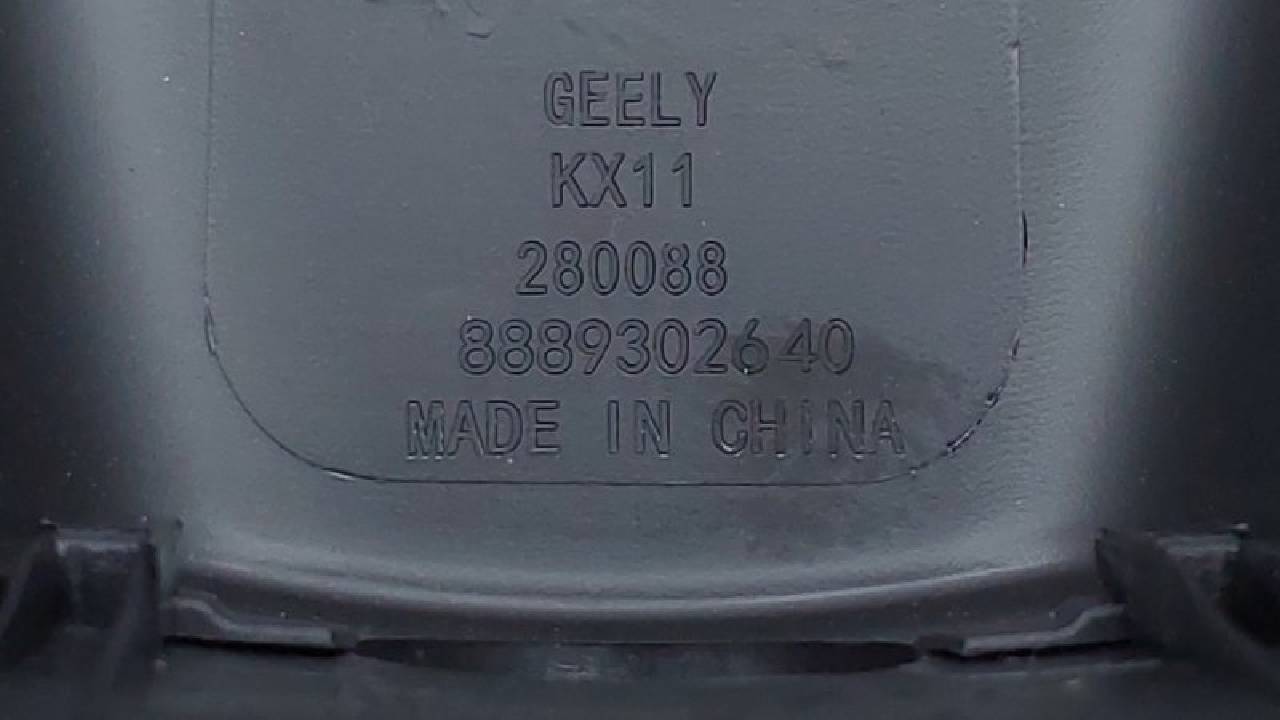 GEELY
KX11
280088
8889302640
MADE IN CHINA